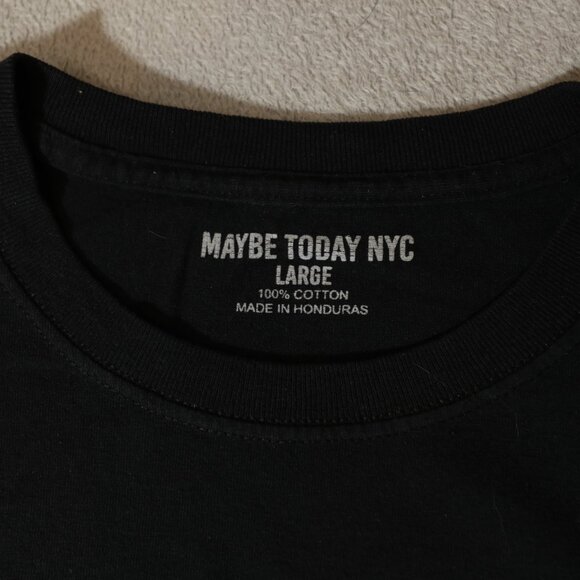 MAYBE TODAY NYC
LARGE
100% COTTON
MADE IN HONDURAS